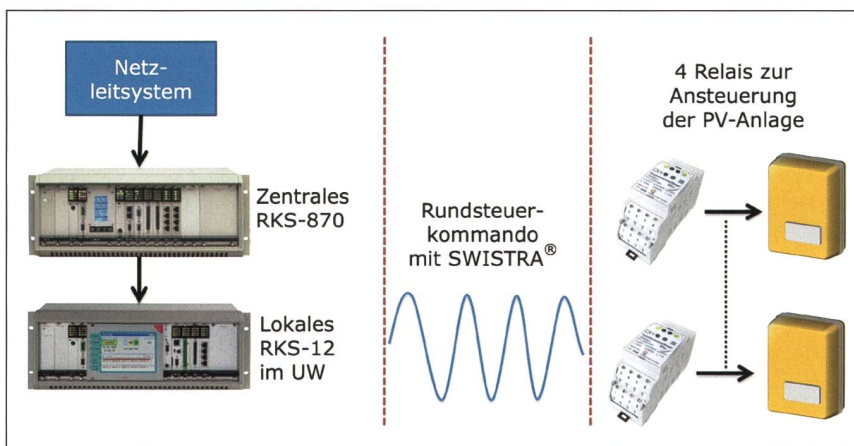 Netz-
leitsystem
Zentrales
RKS-870
Lokales
RKS-12
im UW
Rundsteuer-
kommando
mit SWISTRA®
4 Relais zur
Ansteuerung
der PV-Anlage